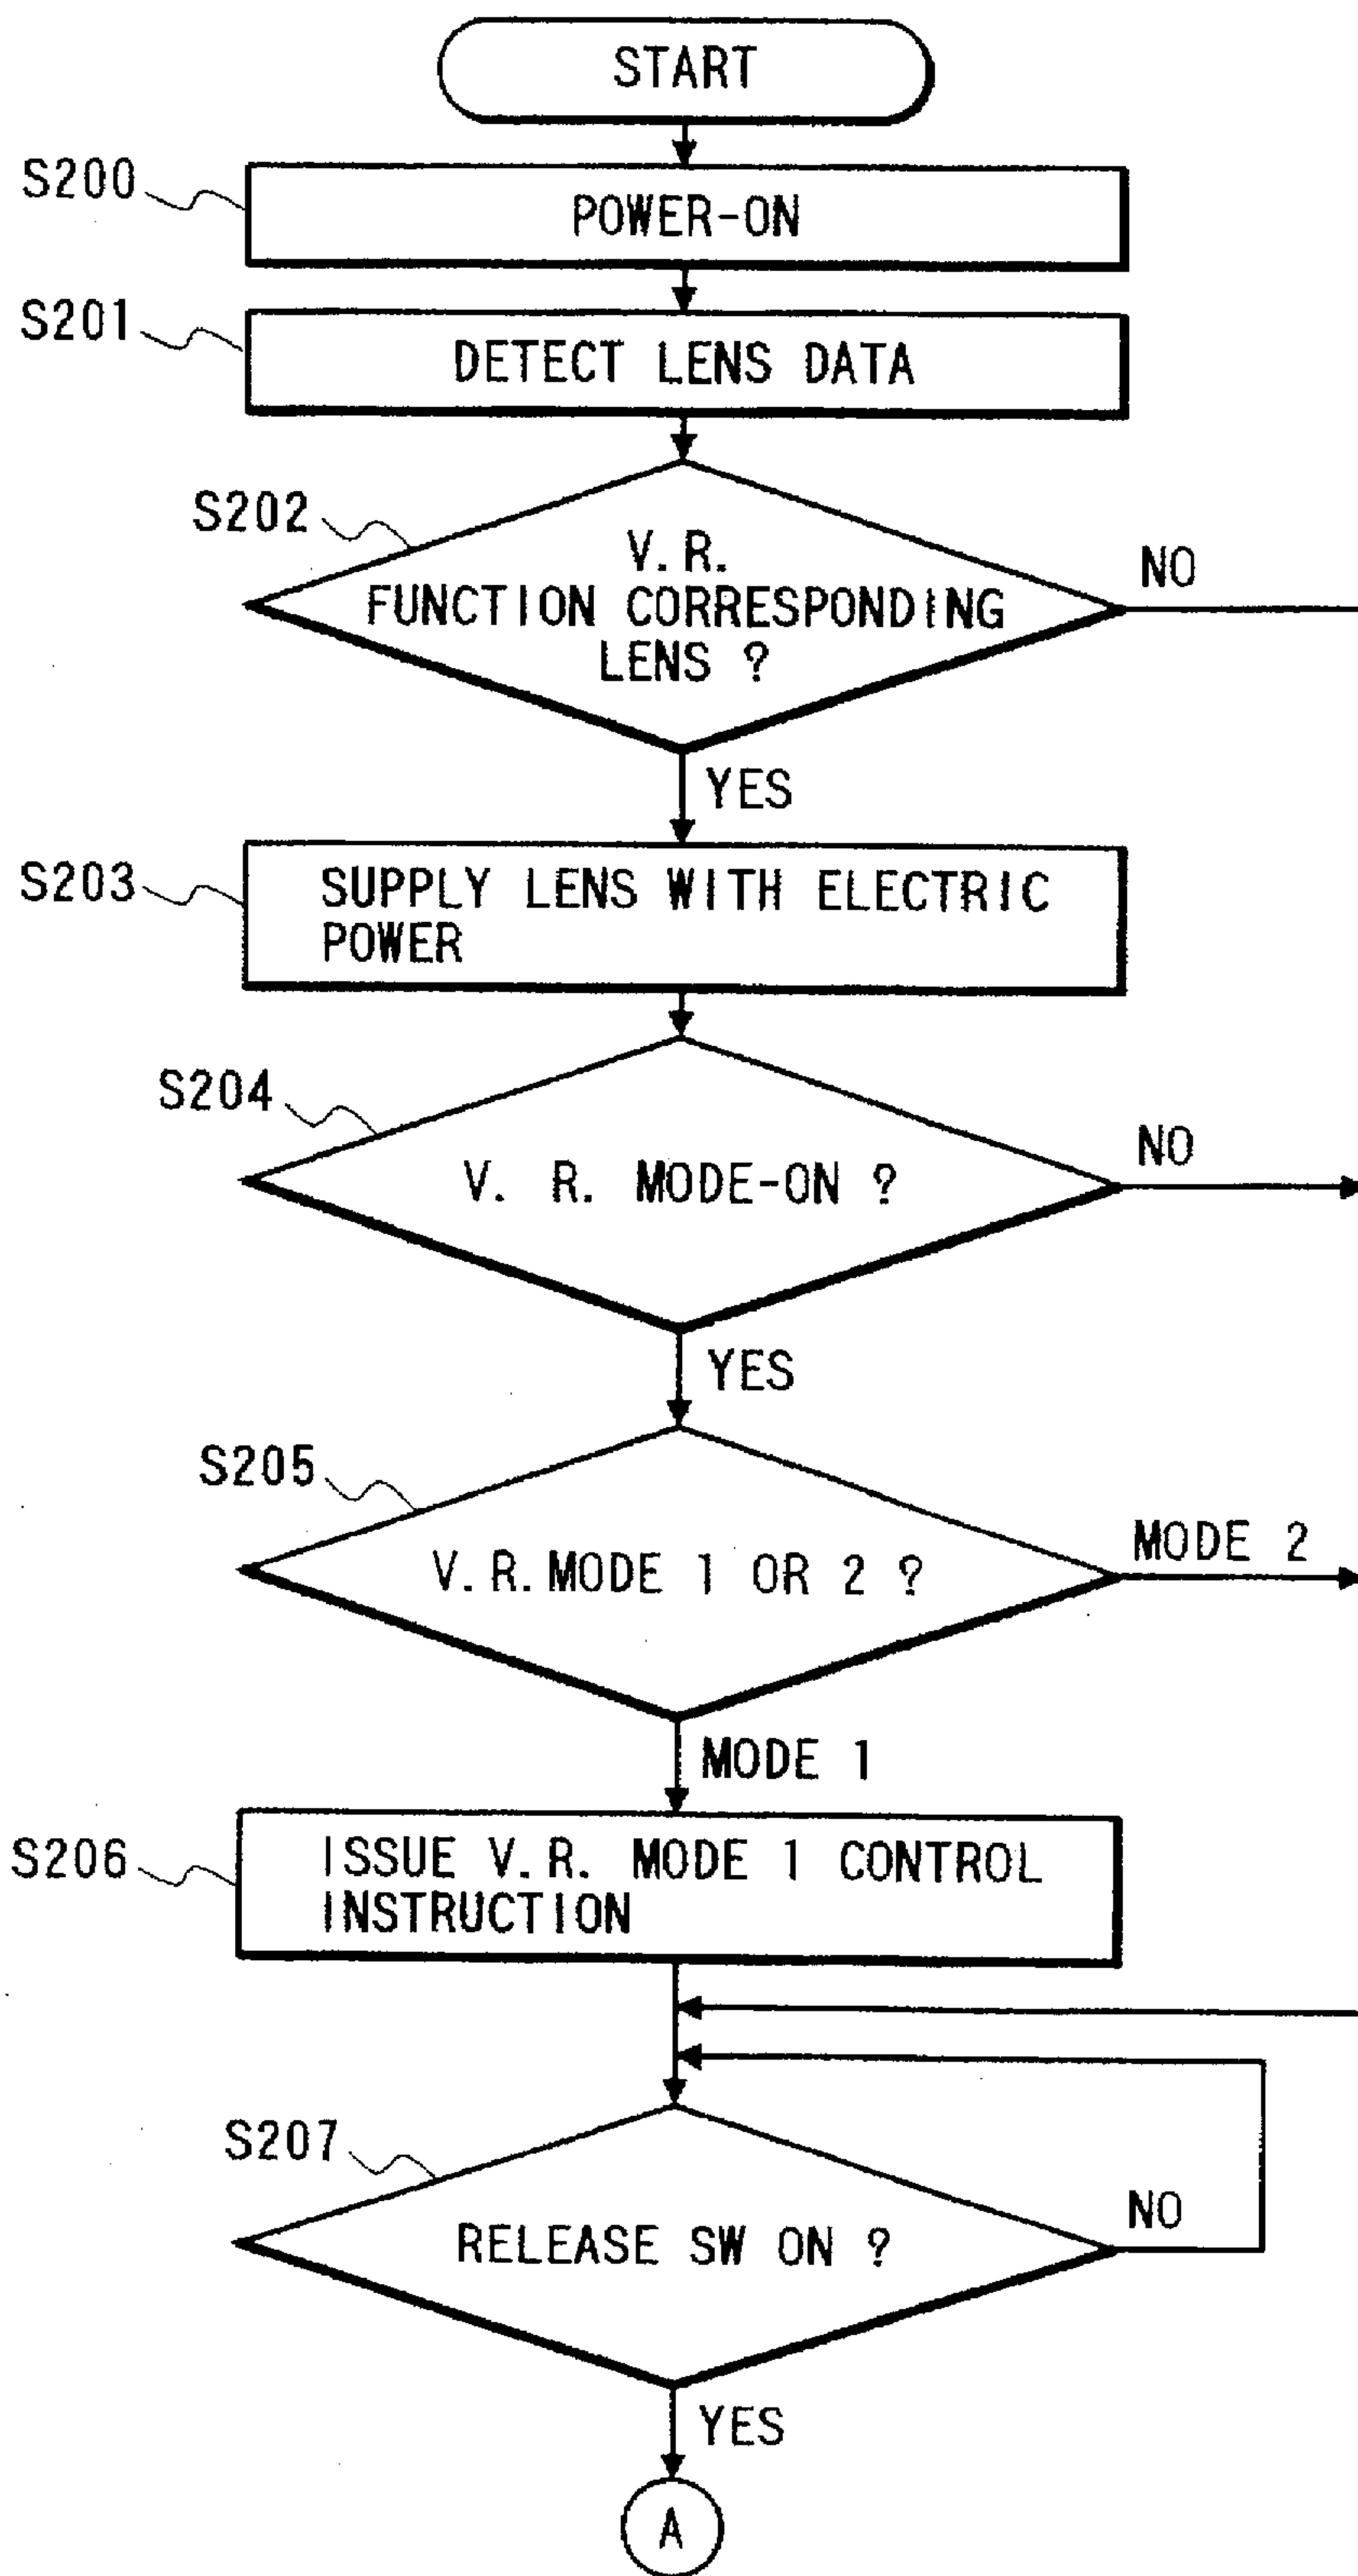 START
S200
POWER-ON
S201
DETECT LENS DATA
S202
V.R.
FUNCTION CORRESPONDING
LENS ?
NO
YES
S203
SUPPLY LENS WITH ELECTRIC
POWER
S204
V. R. MODE-ON ?
NO
YES
S205
V.R.MODE 1 OR 2 ?
MODE 2
MODE 1
S206
ISSUE V.R. MODE 1 CONTROL
INSTRUCTION
S207
RELEASE SW ON ?
NO
YES
A